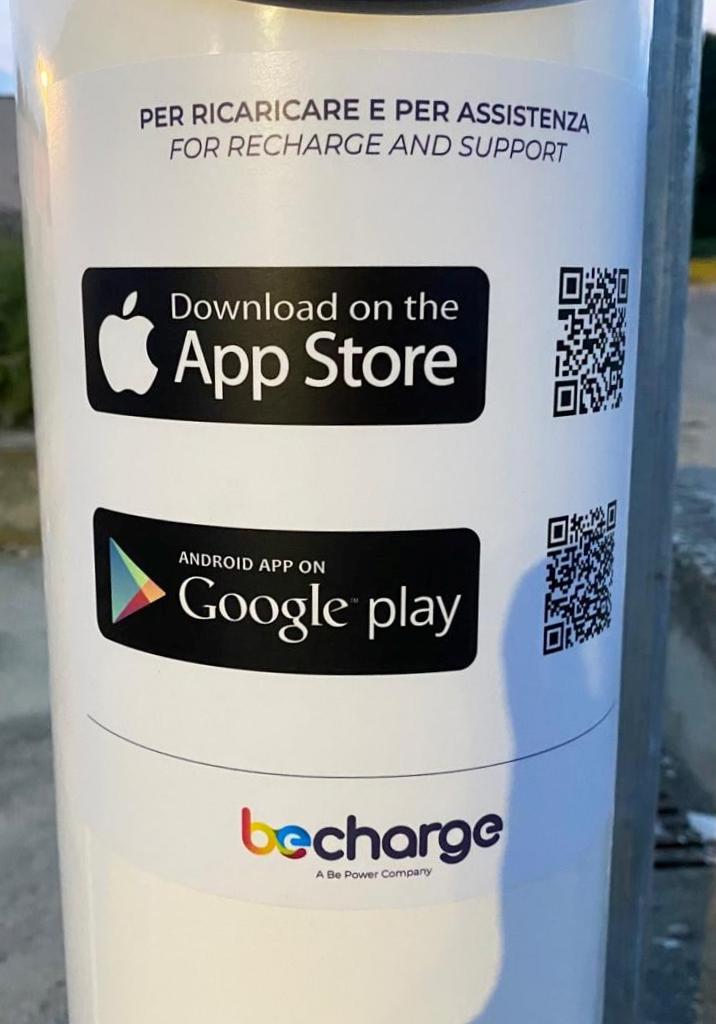 PER RICARICARE E PER ASSISTENZA
FOR RECHARGE AND SUPPORT
Download on the
App Store
ANDROID APP ON
Google™ play
becharge
A Be Power Company